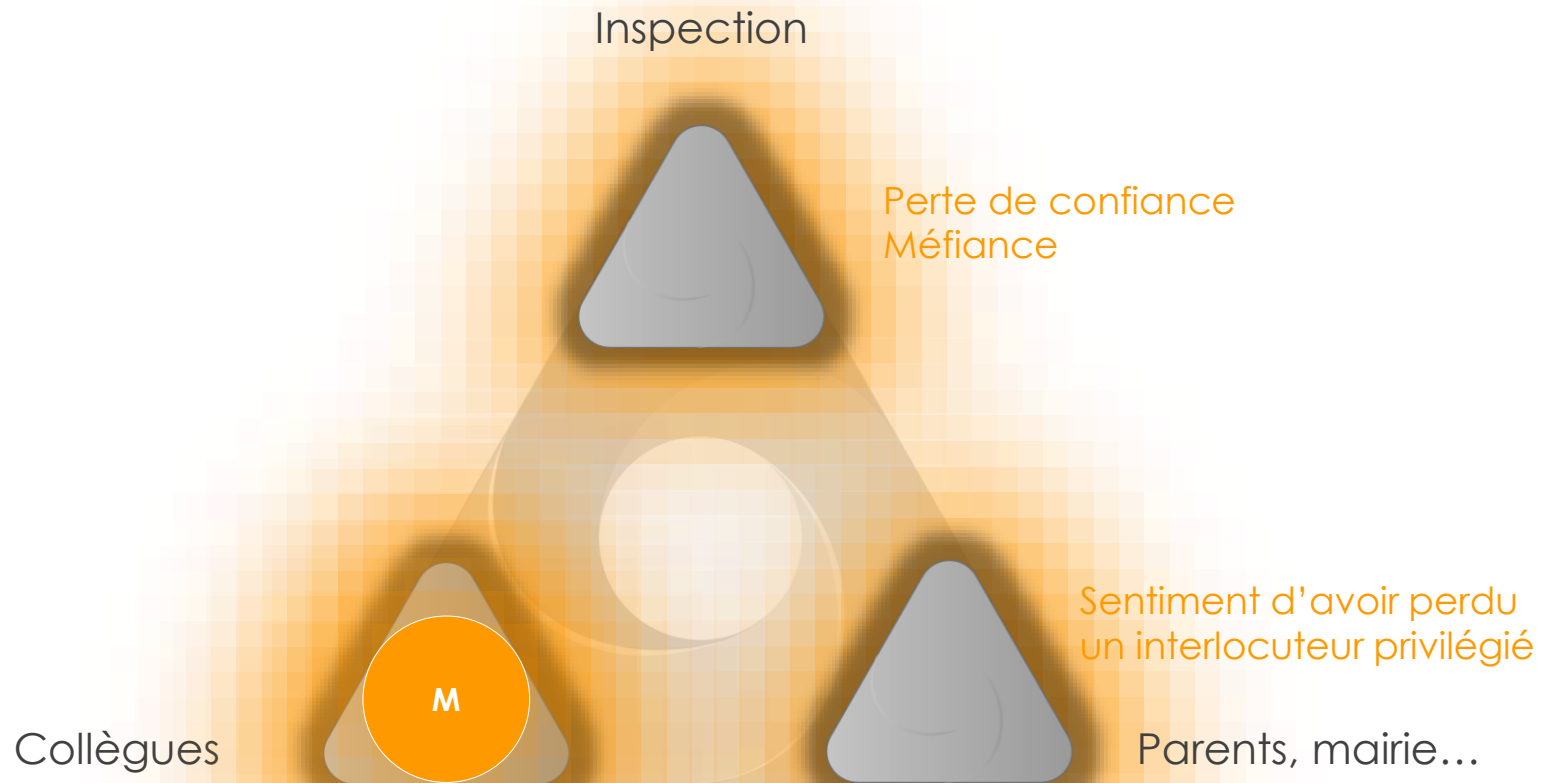 Inspection
Perte de confiance
Méfiance
Sentiment d’avoir perdu
un interlocuteur privilégié
M
Collègues
Parents, mairie…